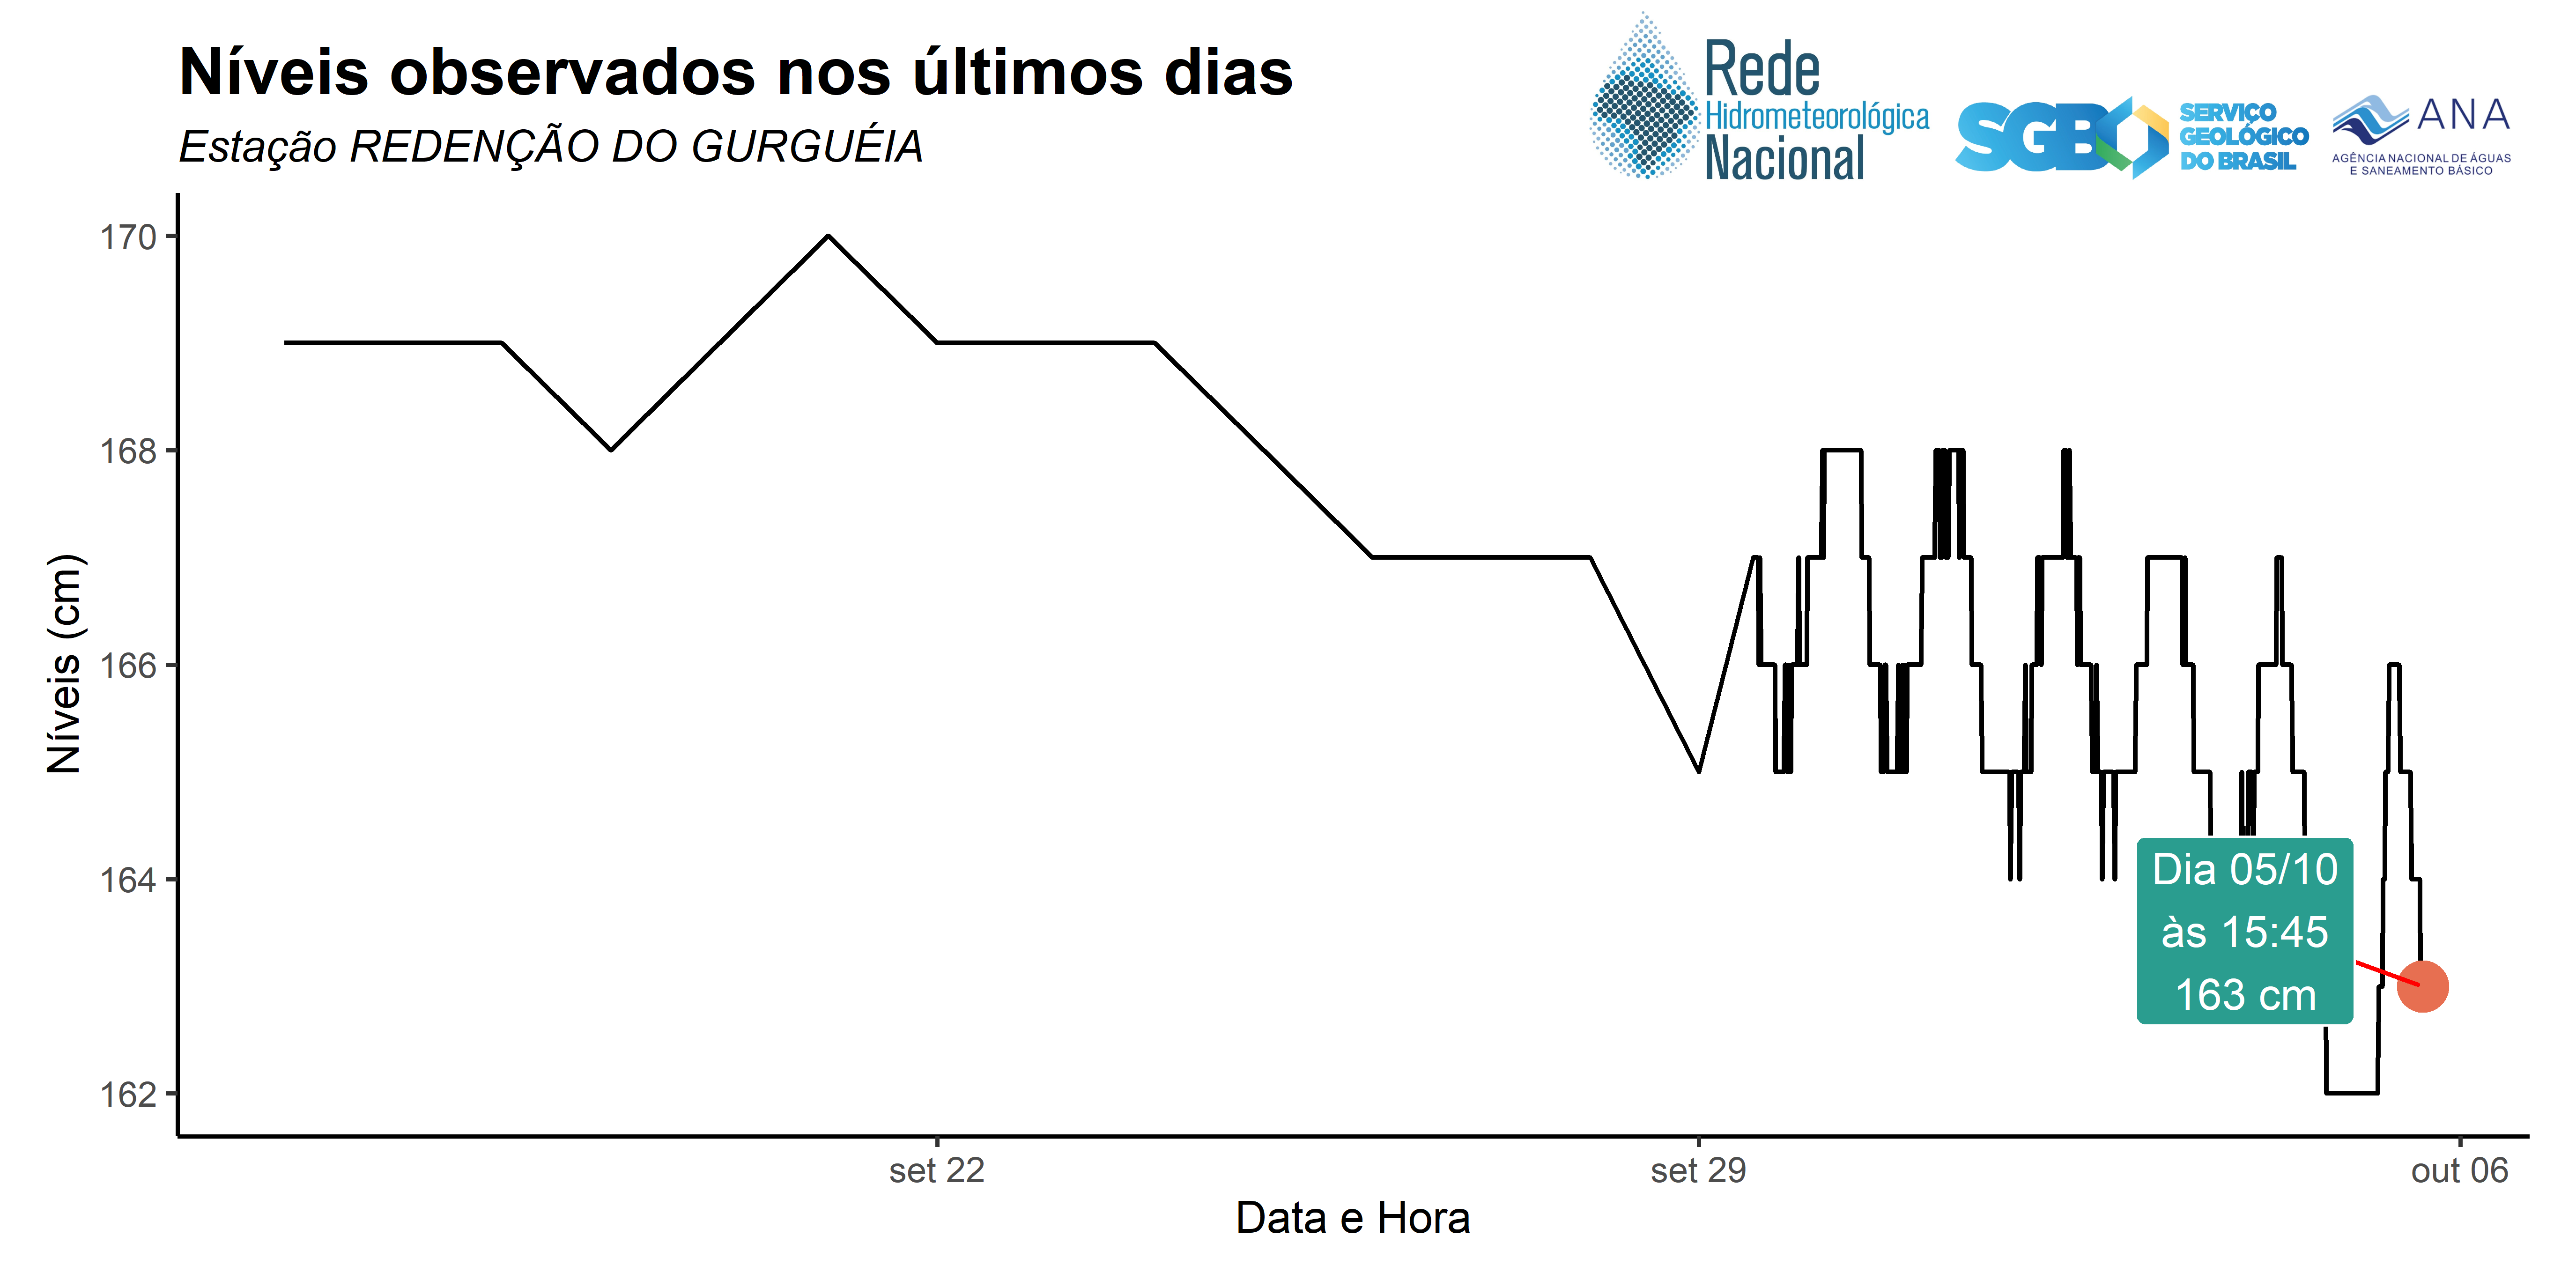 Níveis observados nos últimos dias
Estação REDENÇÃO DO GURGUÉIA
Rede
Hidrometeorológica
Nacional
SGB
SERVIÇO
GEOLÓGICO
DO BRASIL
ANA
AGÊNCIA NACIONAL DE ÁGUAS
E SANEAMENTO BÁSICO
Níveis (cm)
170
168
166
164
162
Dia 05/10
às 15:45
163 cm
set 22
set 29
out 06
Data e Hora